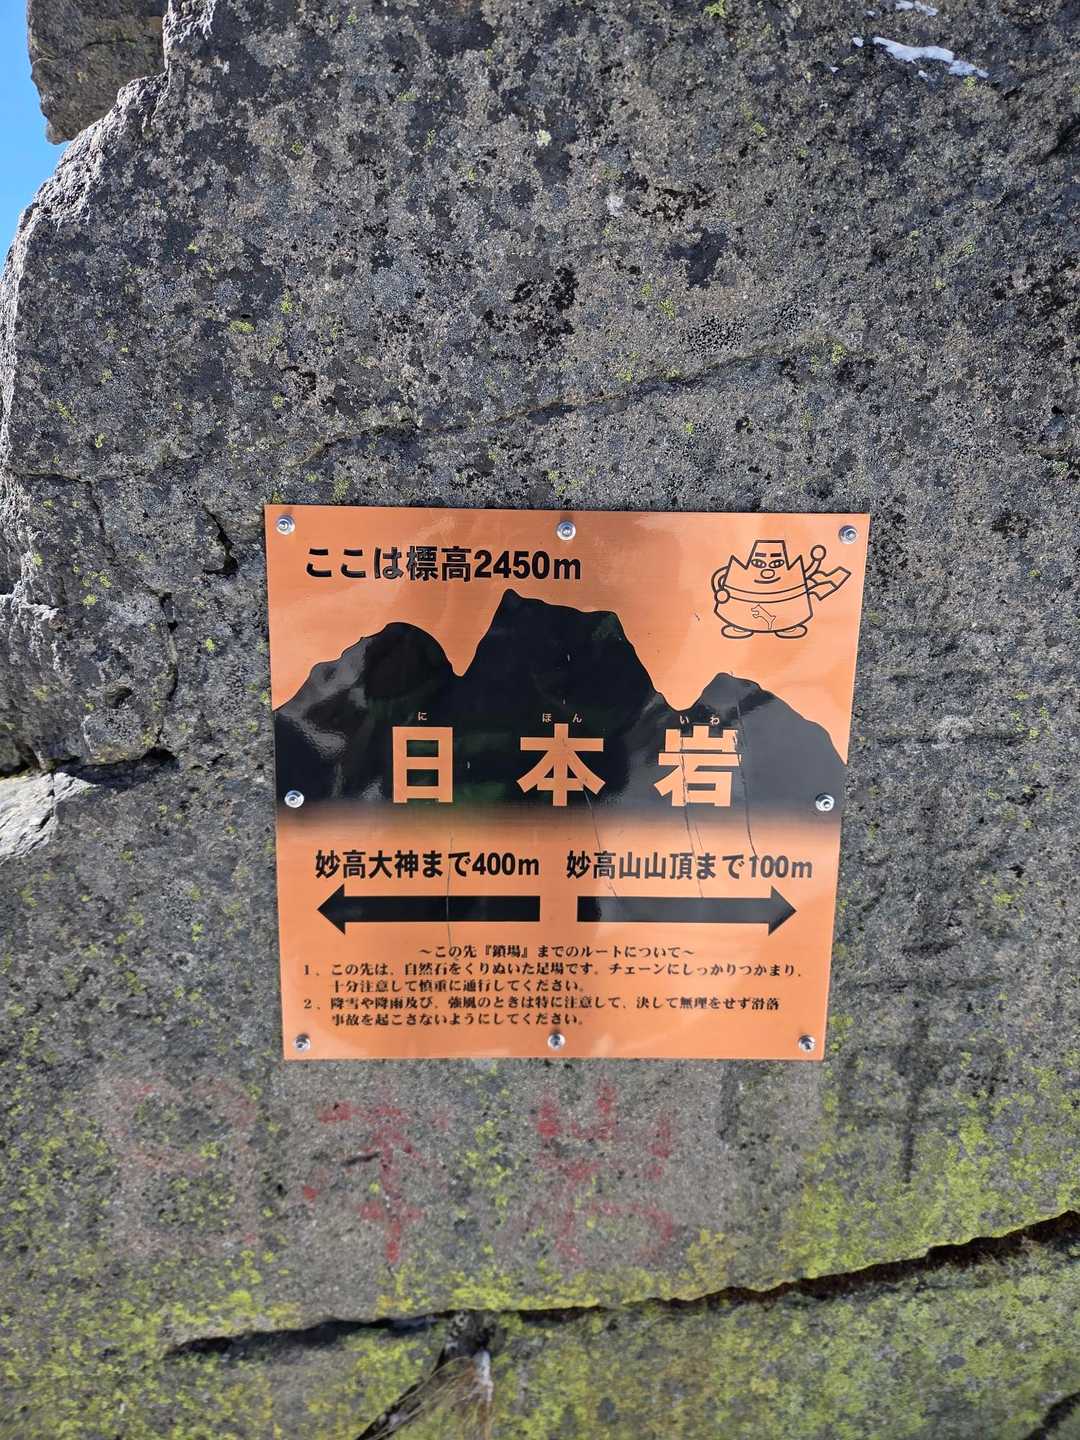 ここは標高2450m
に ほん いわ
日本岩
妙高大神まで400m 妙高山山頂まで100m
～この先『鎖場』までのルートについて～
1、この先は、自然石をくりぬいた足場です。チェーンにしっかりつかまり、
十分注意して慎重に通行してください。
2、降雪や降雨及び、強風のときは特に注意して、決して無理をせず滑落
事故を起こさないようにしてください。
日本岩